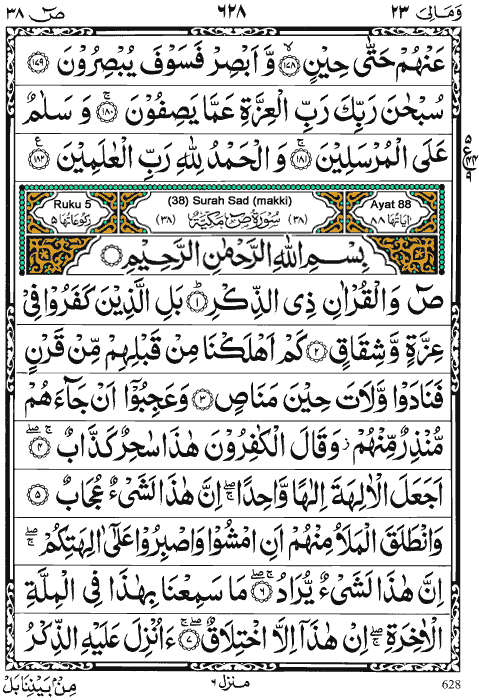 وَمَالِیَ ٢٣ ٦٢٨ صٓ ٣٨
عَنْهُمْ حَتّٰى حِيْنٍ ۙ﴿١٧٨﴾ وَّ اَبْصِرْ فَسَوْفَ يُبْصِرُوْنَ ﴿١٧٩﴾
سُبْحٰنَ رَبِّكَ رَبِّ الْعِزَّةِ عَمَّا يَصِفُوْنَ ۚ﴿١٨٠﴾ وَ سَلٰمٌ
عَلَى الْمُرْسَلِيْنَ ۚ﴿١٨١﴾ وَ الْحَمْدُ لِلّٰهِ رَبِّ الْعٰلَمِيْنَ ﴿١٨٢﴾
٥
ع
٩
Ruku 5 (38) Surah Sad (makki) Ayat 88
اٰيَاتُهَا ٨٨ (٣٨) سُوْرَةُ صٓ مَكِّيَّةٌ (٣٨) رُكُوْعَاتُهَا ٥
بِسْمِ اللّٰهِ الرَّحْمٰنِ الرَّحِيْمِ
صٓ وَ الْقُرْاٰنِ ذِى الذِّكْرِ ؕ﴿١﴾ بَلِ الَّذِيْنَ كَفَرُوْا فِىْ
عِزَّةٍ وَّ شِقَاقٍ ﴿٢﴾ كَمْ اَهْلَكْنَا مِنْ قَبْلِهِمْ مِّنْ قَرْنٍ
فَنَادَوْا وَّلَاتَ حِيْنَ مَنَاصٍ ﴿٣﴾ وَ عَجِبُوْۤا اَنْ جَآءَهُمْ
مُّنْذِرٌ مِّنْهُمْ ؗ وَ قَالَ الْكٰفِرُوْنَ هٰذَا سٰحِرٌ كَذَّابٌ ۖۚ﴿٤﴾
اَجَعَلَ الْاٰلِهَةَ اِلٰهًا وَّاحِدًا ۖۚ اِنَّ هٰذَا لَشَىْءٌ عُجَابٌ ﴿٥﴾
وَ انْطَلَقَ الْمَلَاُ مِنْهُمْ اَنِ امْشُوْا وَ اصْبِرُوْا عَلٰۤى اٰلِهَتِكُمْ ۖۚ
اِنَّ هٰذَا لَشَىْءٌ يُّرَادُ ۖۚ﴿٦﴾ مَا سَمِعْنَا بِهٰذَا فِى الْمِلَّةِ
الْاٰخِرَةِ ۖۚ اِنْ هٰذَاۤ اِلَّا اخْتِلَاقٌ ۖۚ﴿٧﴾ ءَاُنْزِلَ عَلَيْهِ الذِّكْرُ
منزل ٦ مِنْۢ بَيْنِنَا بَلْ
628